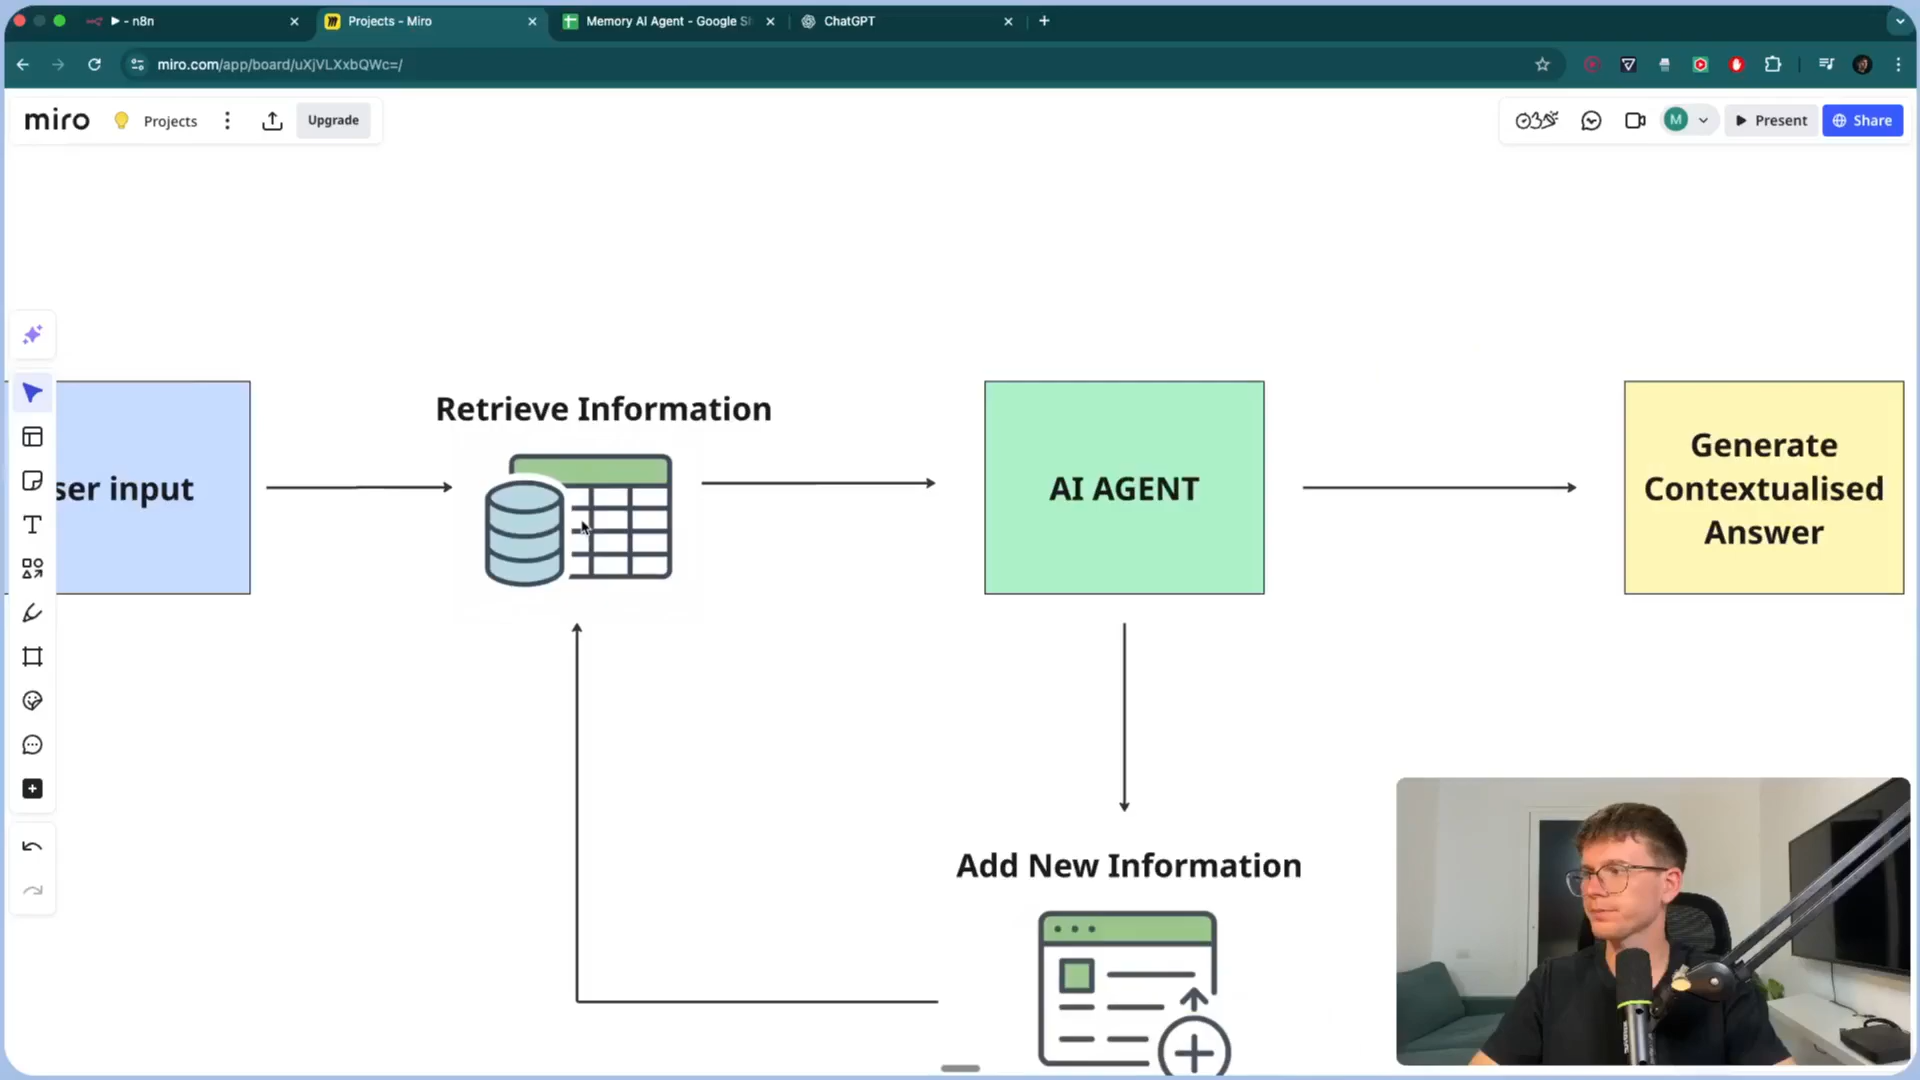 - n8n
Projects - Miro
Memory AI Agent - Google
ChatGPT
miro.com/app/board/uXjVLXxbQWc=/
miro
Projects
Upgrade
M
Present
Share
ser input
Retrieve Information
AI AGENT
Generate
Contextualised
Answer
Add New Information